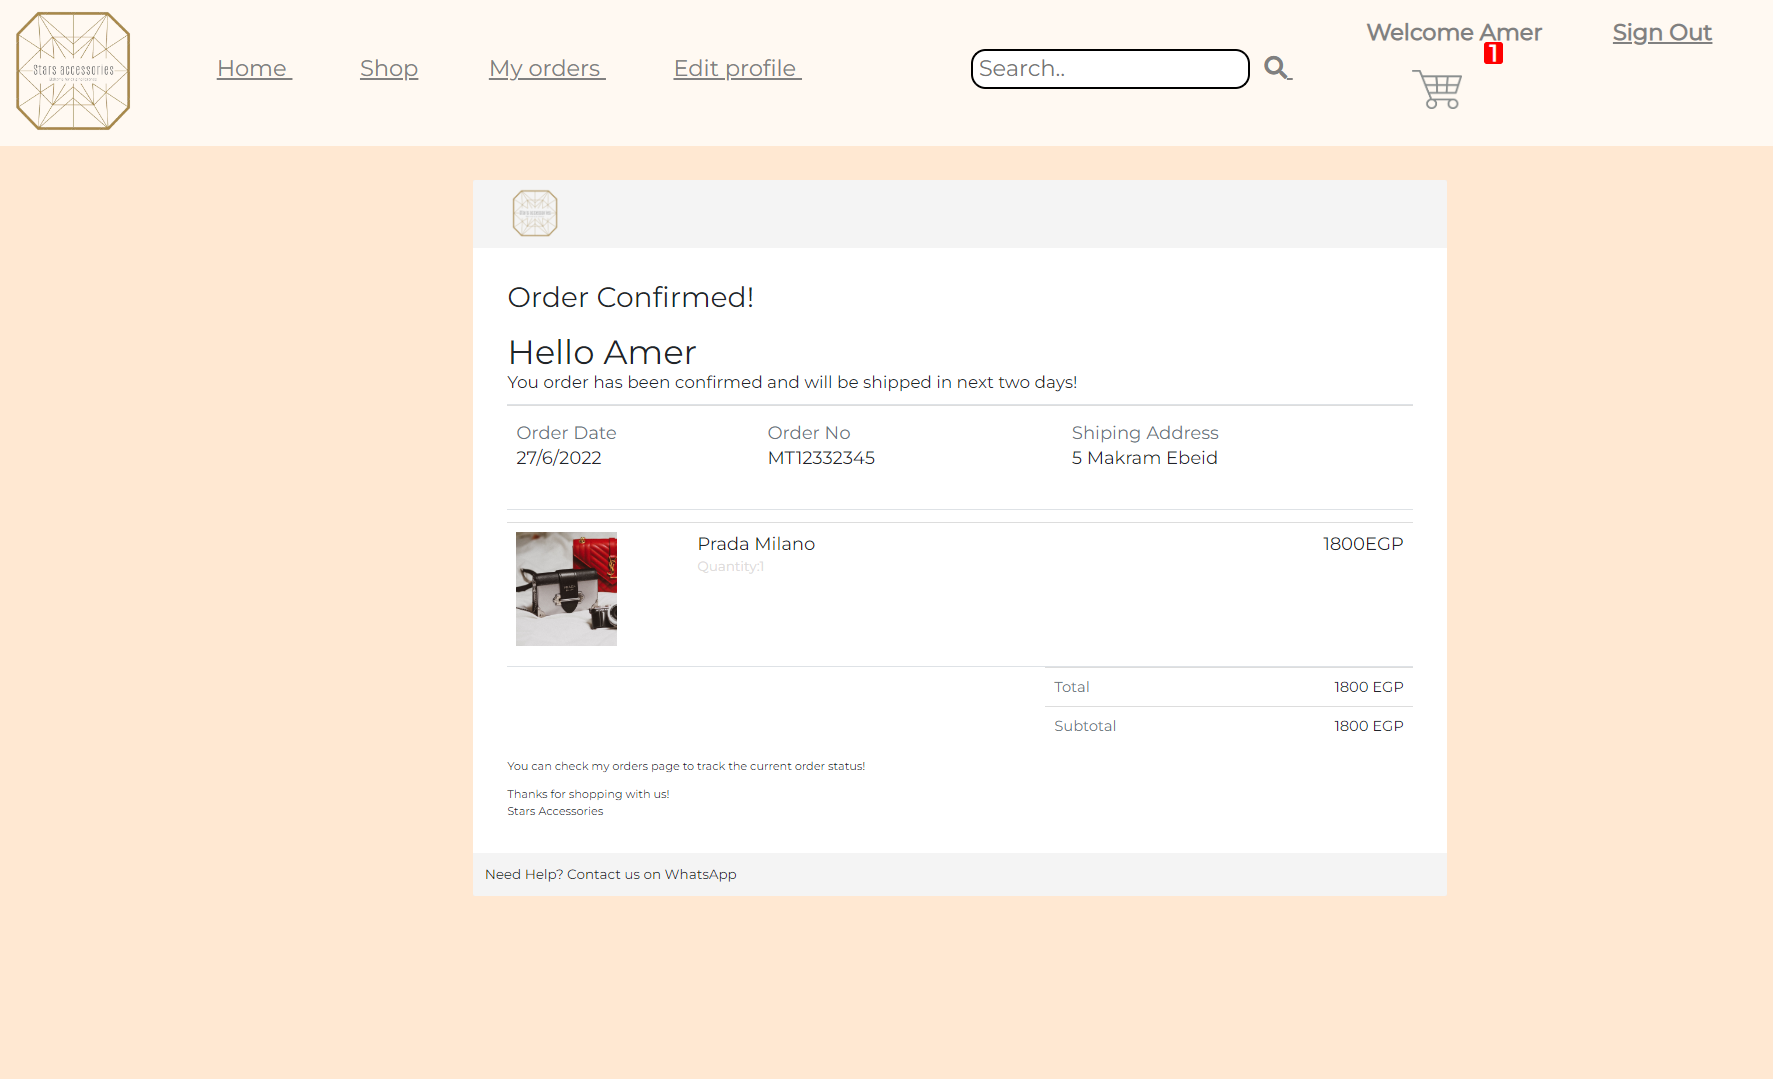 Stars accessories
Home Shop My orders Edit profile Search.. Welcome Amer Sign Out
1
Order Confirmed!
Hello Amer
You order has been confirmed and will be shipped in next two days!
Order Date Order No Shiping Address
27/6/2022 MT12332345 5 Makram Ebeid
Prada Milano 1800EGP
Quantity:1
PRADA
Total 1800 EGP
Subtotal 1800 EGP
You can check my orders page to track the current order status!
Thanks for shopping with us!
Stars Accessories
Need Help? Contact us on WhatsApp